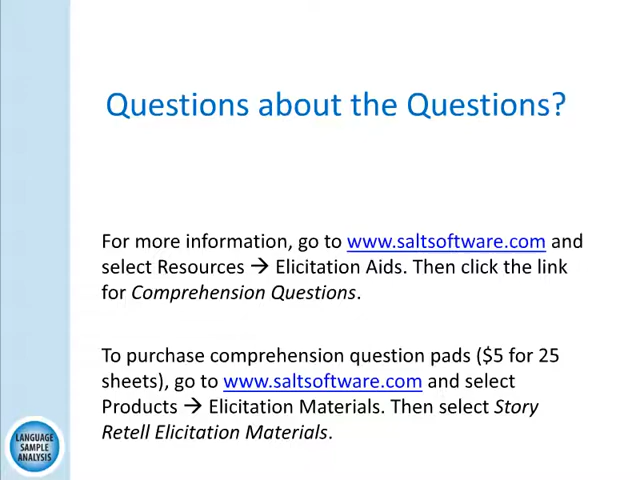 Questions about the Questions?
For more information, go to www.saltsoftware.com and
select Resources → Elicitation Aids. Then click the link
for Comprehension Questions.
To purchase comprehension question pads ($5 for 25
sheets), go to www.saltsoftware.com and select
Products → Elicitation Materials. Then select Story
Retell Elicitation Materials.
LANGUAGE
SAMPLE
ANALYSIS